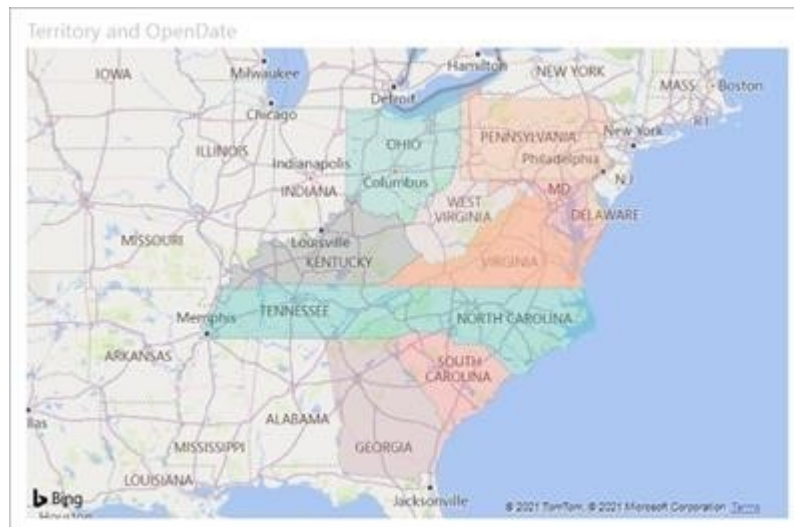 Territory and OpenDate
IOWA
Milwaukee
Hamilton
NEW YORK
MASS
Boston
Detroit
Chicago
R I
ILLINOIS
OHIO
PENNSYLVANIA
New York
Indianapolis
Philadelphia
INDIANA
Columbus
MD
N J
WEST
VIRGINIA
DELAWARE
MISSOURI
Louisville
KENTUCKY
VIRGINIA
Memphis
TENNESSEE
NORTH CAROLINA
ARKANSAS
SOUTH
CAROLINA
llas
ALABAMA
MISSISSIPPI
GEORGIA
LOUISIANA
Bing
Jacksonville
© 2021 TomTom, © 2021 Microsoft Corporation Terms
Houston